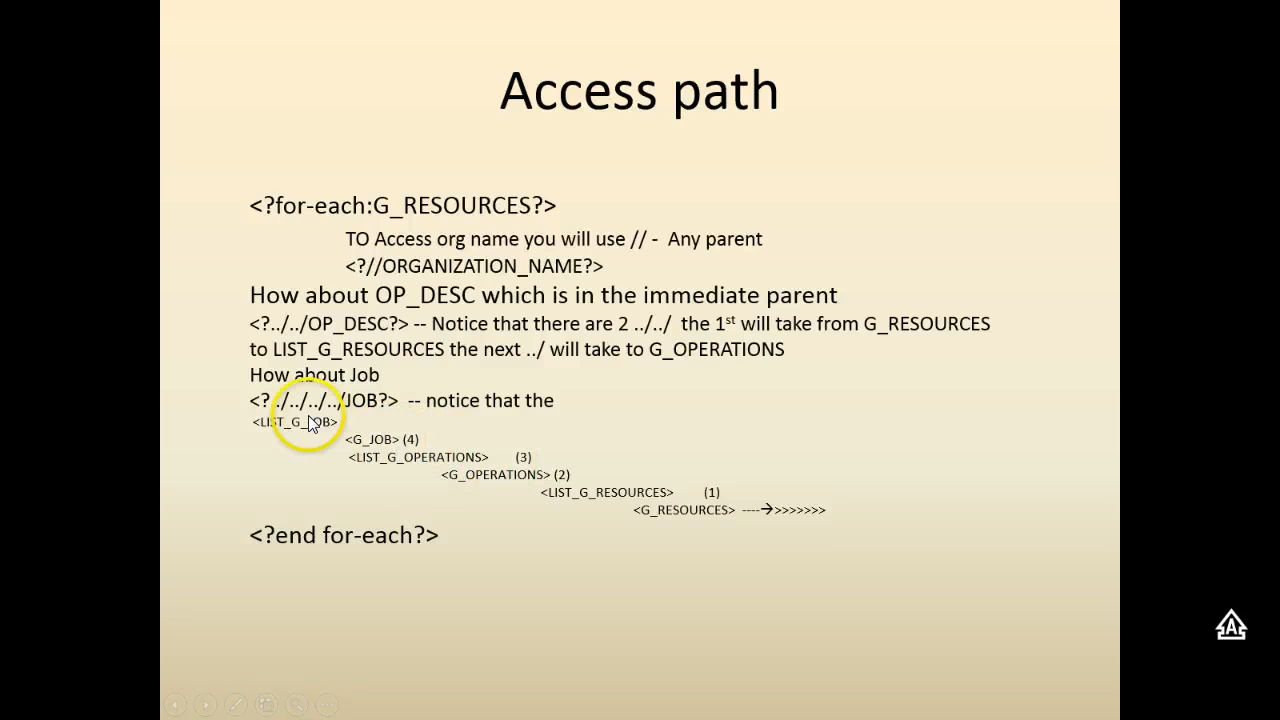 Access path
<?for-each:G_RESOURCES?>
TO Access org name you will use // - Any parent
<?//ORGANIZATION_NAME?>
How about OP_DESC which is in the immediate parent
<?../../OP_DESC?> -- Notice that there are 2 ../../ the 1st will take from G_RESOURCES
to LIST_G_RESOURCES the next ../ will take to G_OPERATIONS
How about Job
<?../../../../JOB?> -- notice that the
<LIST_G_JOB>
<G_JOB> (4)
<LIST_G_OPERATIONS> (3)
<G_OPERATIONS> (2)
<LIST_G_RESOURCES> (1)
<G_RESOURCES> ----→>>>>>>>
<?end for-each?>
A